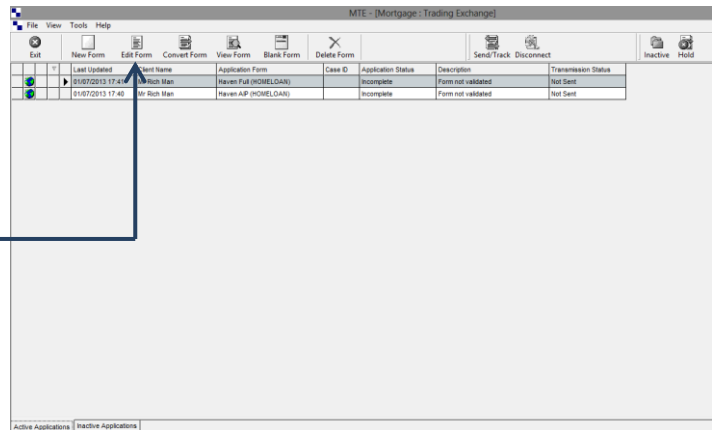 MTE - [Mortgage : Trading Exchange]
File View Tools Help
Exit New Form Edit Form Convert Form View Form Blank Form Delete Form Send/Track Disconnect Inactive Hold
Last Updated Client Name Application Form Case ID Application Status Description Transmission Status
01/07/2013 17:41 Mr Rich Man Haven Full (HOMELOAN) Incomplete Form not validated Not Sent
01/07/2013 17:40 Mr Rich Man Haven AIP (HOMELOAN) Incomplete Form not validated Not Sent
Active Applications Inactive Applications